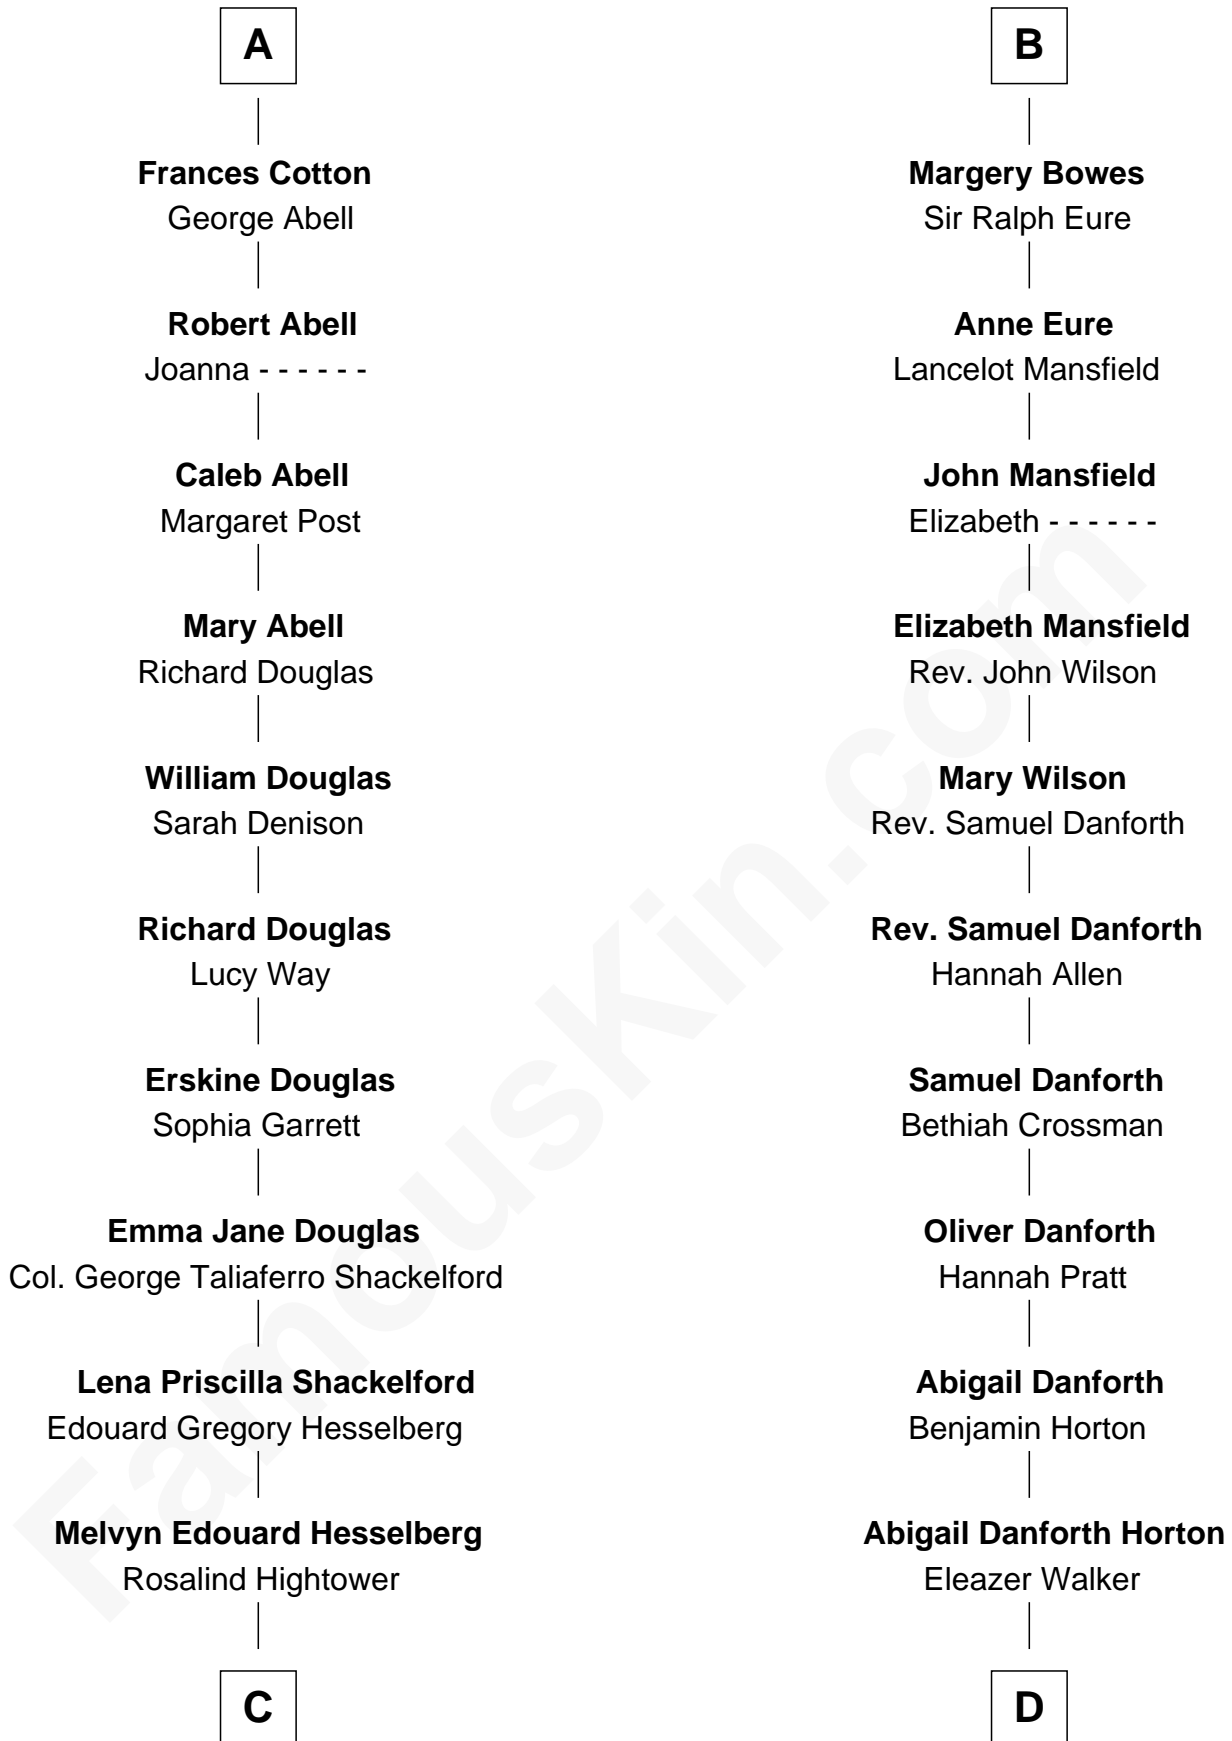 A
Frances Cotton
George Abell
Robert Abell
Joanna - - - - - -
Caleb Abell
Margaret Post
Mary Abell
Richard Douglas
William Douglas
Sarah Denison
Richard Douglas
Lucy Way
Erskine Douglas
Sophia Garrett
Emma Jane Douglas
Col. George Taliaferro Shackelford
Lena Priscilla Shackelford
Edouard Gregory Hesselberg
Melvyn Edouard Hesselberg
Rosalind Hightower
C
B
Margery Bowes
Sir Ralph Eure
Anne Eure
Lancelot Mansfield
John Mansfield
Elizabeth - - - - - -
Elizabeth Mansfield
Rev. John Wilson
Mary Wilson
Rev. Samuel Danforth
Rev. Samuel Danforth
Hannah Allen
Samuel Danforth
Bethiah Crossman
Oliver Danforth
Hannah Pratt
Abigail Danforth
Benjamin Horton
Abigail Danforth Horton
Eleazer Walker
D
FamousKin.com